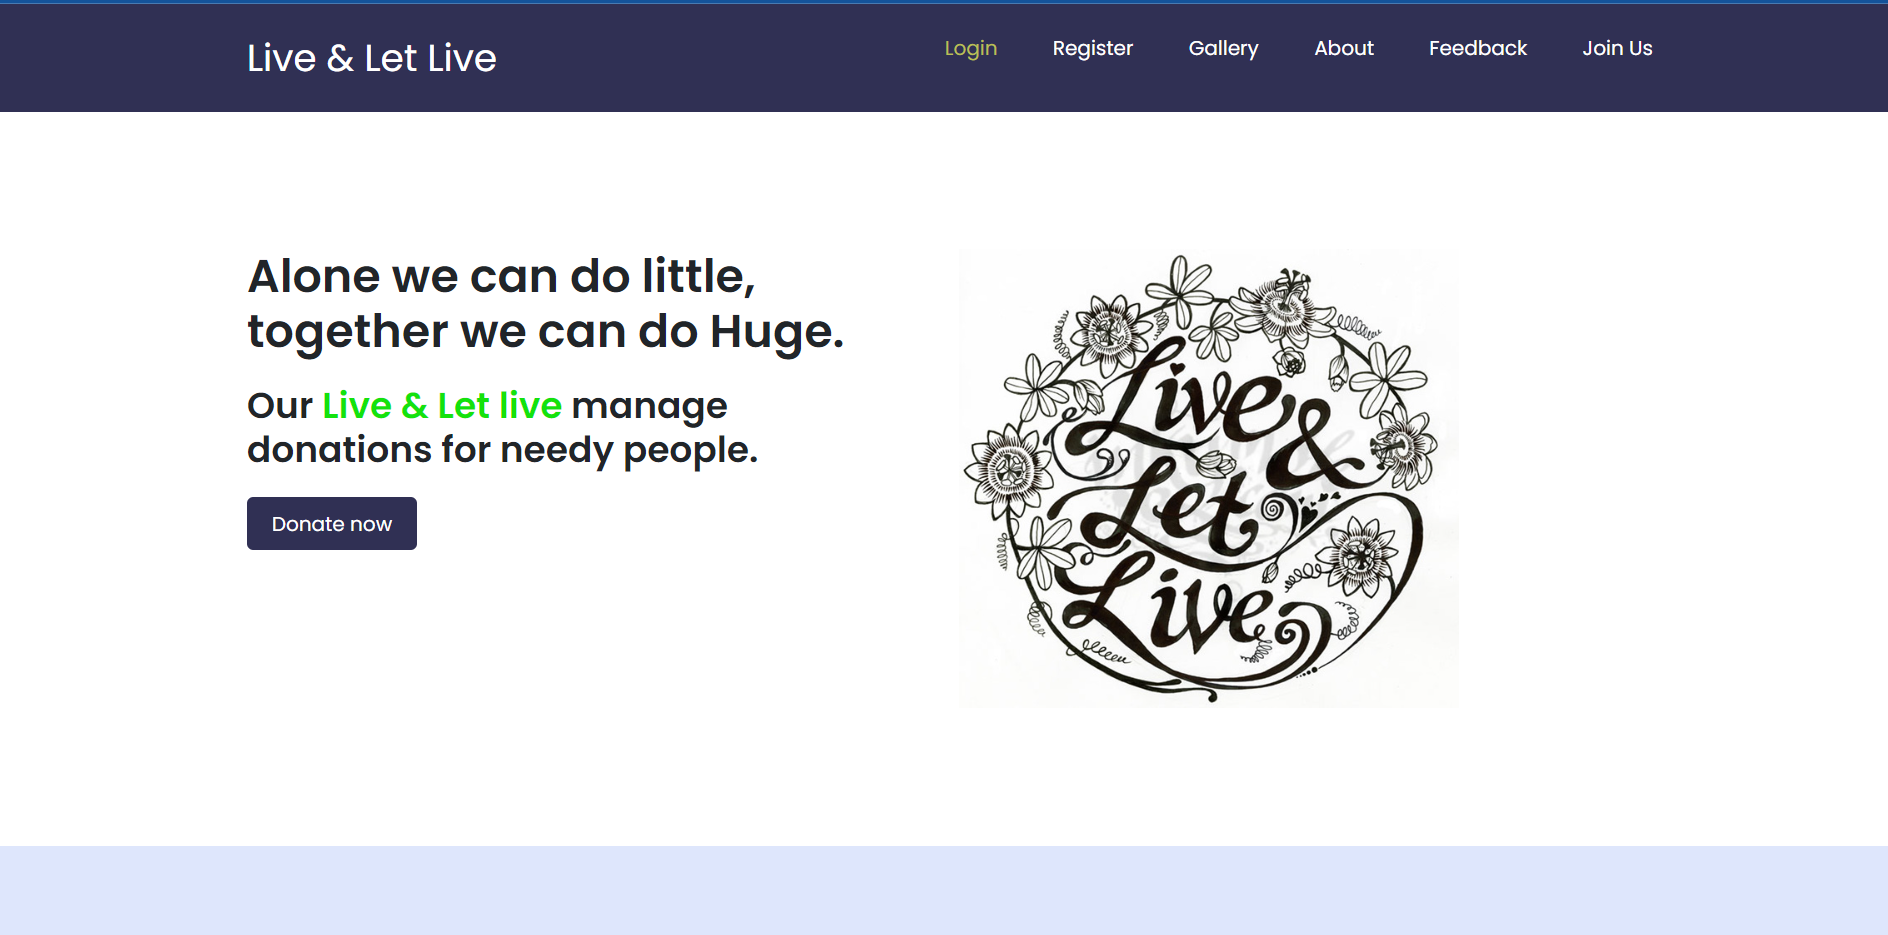 Live & Let Live
Login Register Gallery About Feedback Join Us
Alone we can do little,
together we can do Huge.
Our Live & Let live manage
donations for needy people.
Donate now
Live &
Let
Live